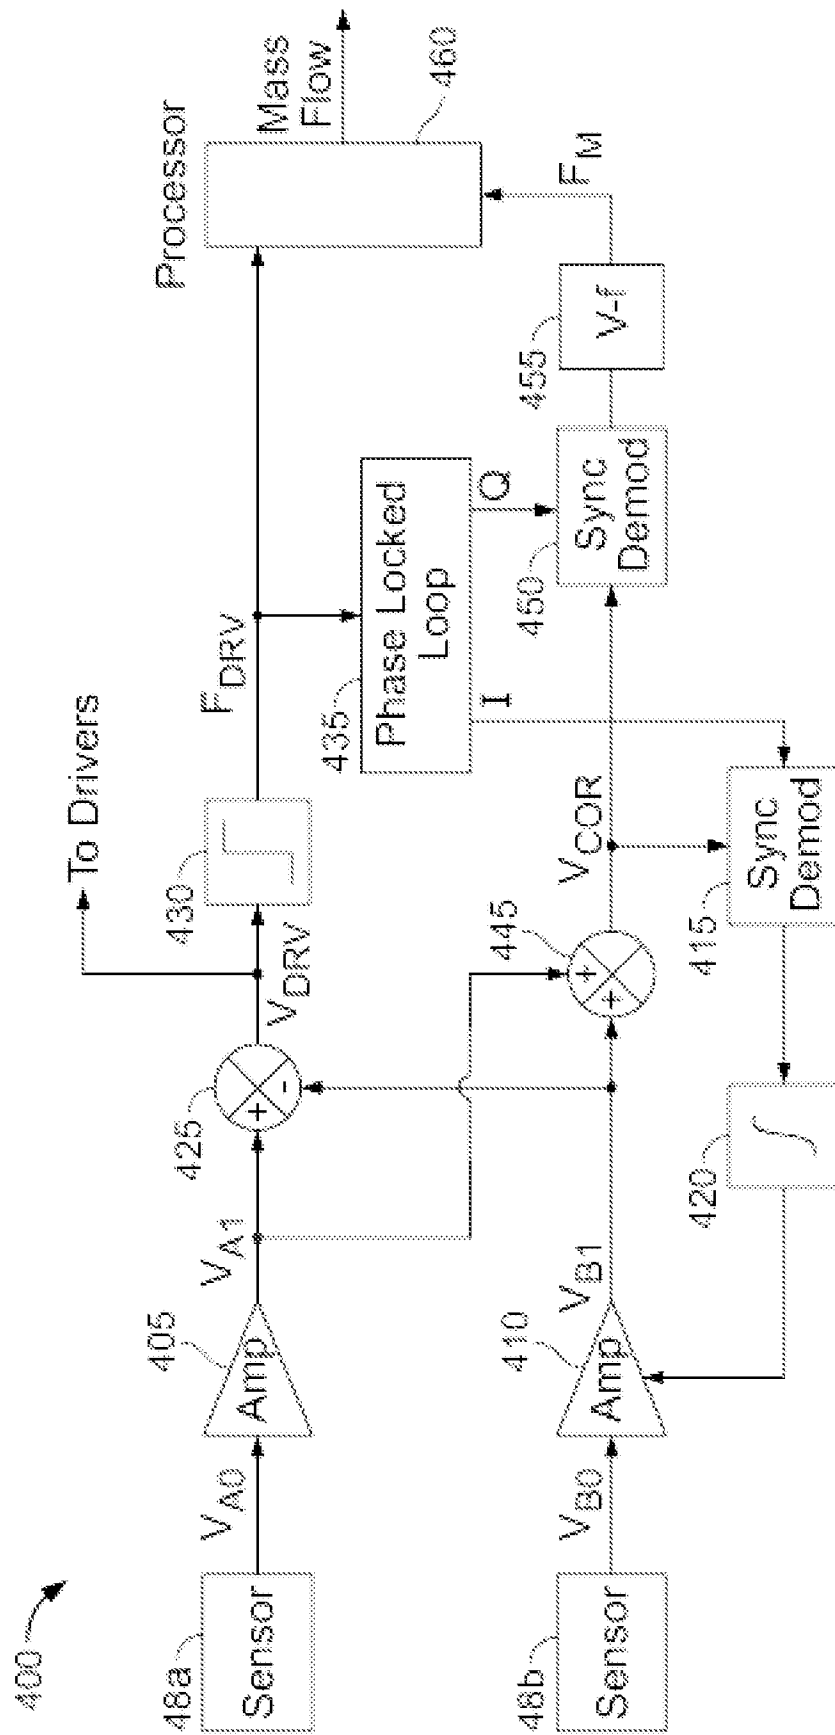 400
48a
Sensor
V_A0
405
Amp
V_A1
425
+
-
V_DRV
To Drivers
430
F_DRV
Processor
Mass
Flow
460
435
Phase Locked
Loop
I
Q
48b
Sensor
V_B0
410
Amp
V_B1
445
+
+
V_COR
450
Sync
Demod
455
V-f
F_M
420
∫
415
Sync
Demod